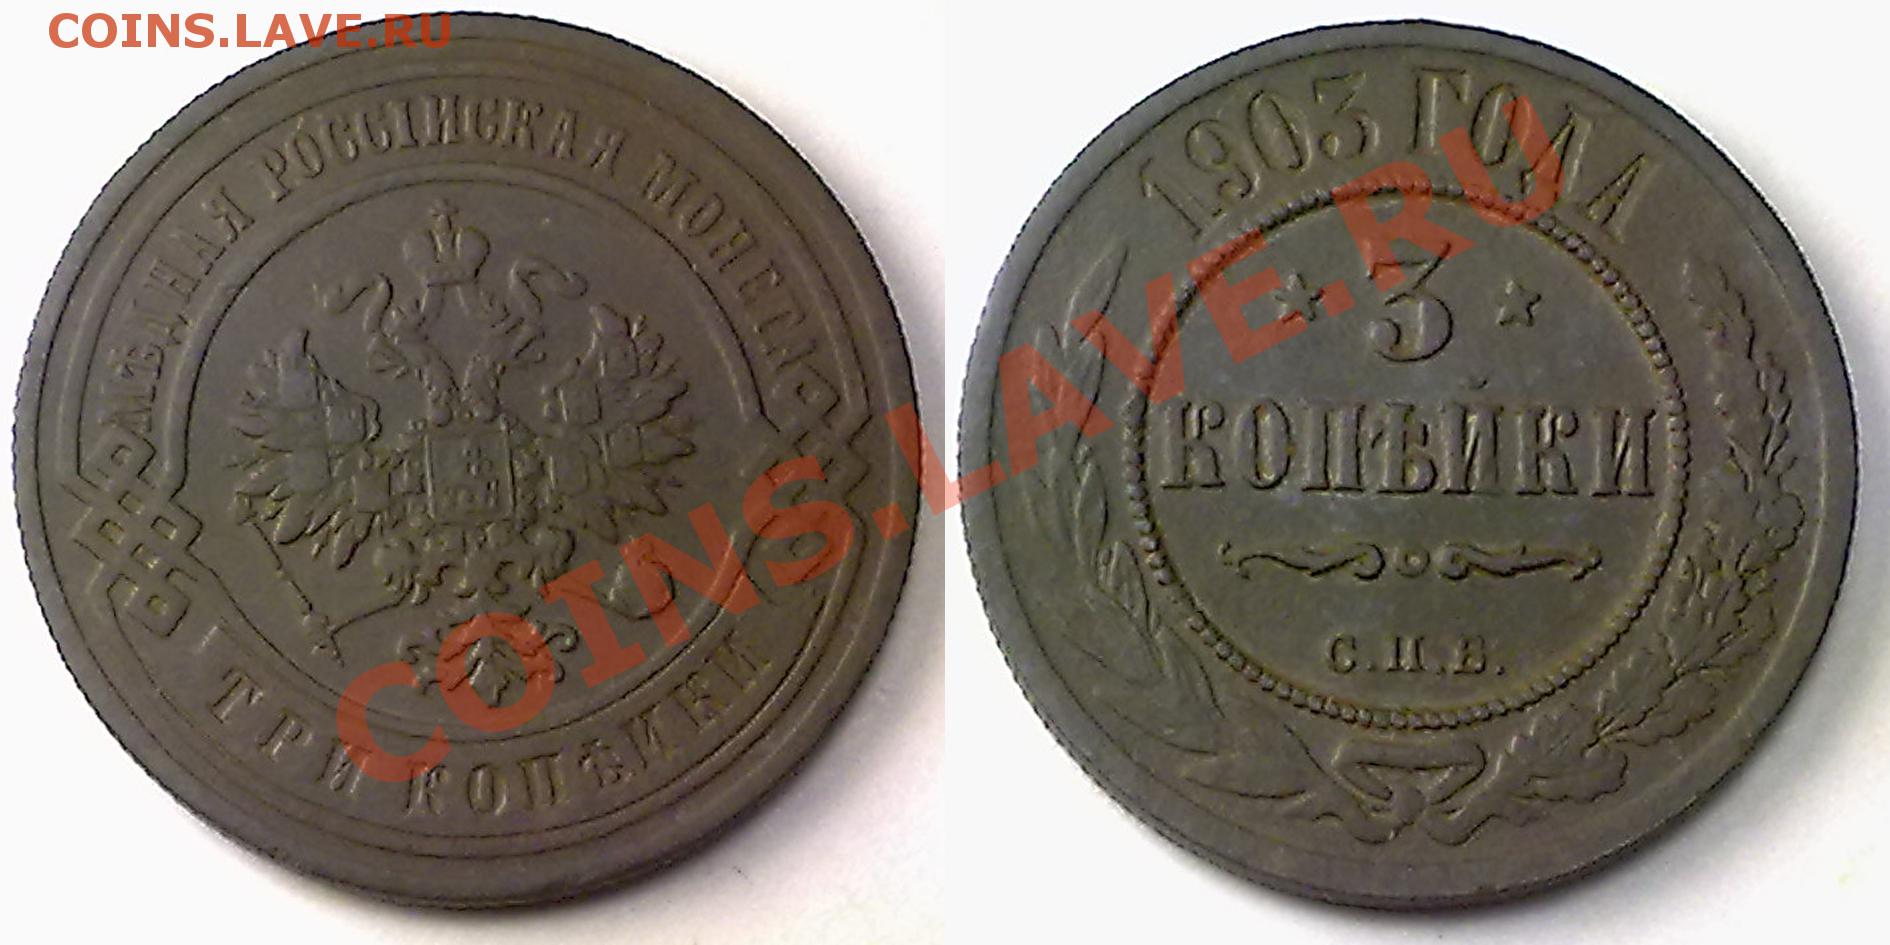 COINS.LAVE.RU
МѢДНАЯ РОССІЙСКАЯ МОНЕТА
ТРИ КОПѢЙКИ
1903 ГОДА
3
КОПѢЙКИ
С.П.Б.
COINS.LAVE.RU